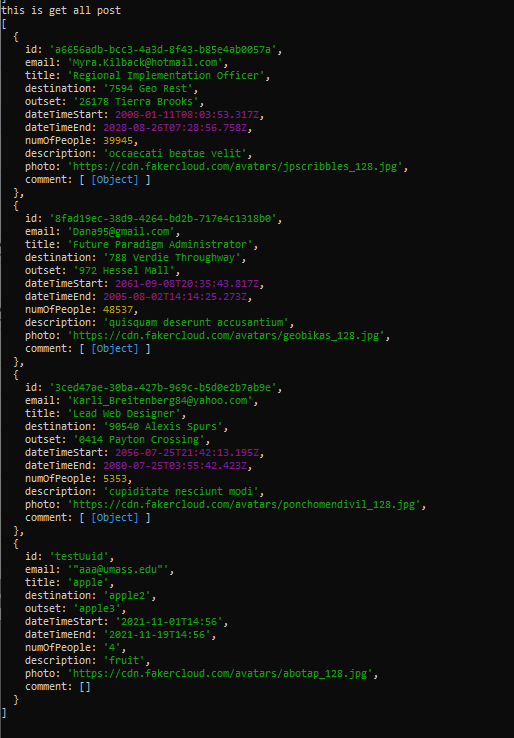 this is get all post
[
  {
    id: 'a6656adb-bcc3-4a3d-8f43-b85e4ab0057a',
    email: 'Myra.Kilback@hotmail.com',
    title: 'Regional Implementation Officer',
    destination: '7594 Geo Rest',
    outset: '26178 Tierra Brooks',
    dateTimeStart: 2008-01-11T08:03:53.317Z,
    dateTimeEnd: 2028-08-26T07:28:56.758Z,
    numOfPeople: 39945,
    description: 'occaecati beatae velit',
    photo: 'https://cdn.fakercloud.com/avatars/jpscribbles_128.jpg',
    comment: [ [Object] ]
  },
  {
    id: '8fad19ec-38d9-4264-bd2b-717e4c1318b0',
    email: 'Dana95@gmail.com',
    title: 'Future Paradigm Administrator',
    destination: '788 Verdie Throughway',
    outset: '972 Hessel Mall',
    dateTimeStart: 2061-09-08T20:35:43.817Z,
    dateTimeEnd: 2005-08-02T14:14:25.273Z,
    numOfPeople: 48537,
    description: 'quisquam deserunt accusantium',
    photo: 'https://cdn.fakercloud.com/avatars/geobikas_128.jpg',
    comment: [ [Object] ]
  },
  {
    id: '3ced47ae-30ba-427b-969c-b5d0e2b7ab9e',
    email: 'Karli_Breitenberg84@yahoo.com',
    title: 'Lead Web Designer',
    destination: '90540 Alexis Spurs',
    outset: '0414 Payton Crossing',
    dateTimeStart: 2056-07-25T21:42:13.195Z,
    dateTimeEnd: 2080-07-25T03:55:42.423Z,
    numOfPeople: 5353,
    description: 'cupiditate nesciunt modi',
    photo: 'https://cdn.fakercloud.com/avatars/ponchomendivil_128.jpg',
    comment: [ [Object] ]
  },
  {
    id: 'testUuid',
    email: '"aaa@umass.edu"',
    title: 'apple',
    destination: 'apple2',
    outset: 'apple3',
    dateTimeStart: '2021-11-01T14:56',
    dateTimeEnd: '2021-11-19T14:56',
    numOfPeople: '4',
    description: 'fruit',
    photo: 'https://cdn.fakercloud.com/avatars/abotap_128.jpg',
    comment: []
  }
]